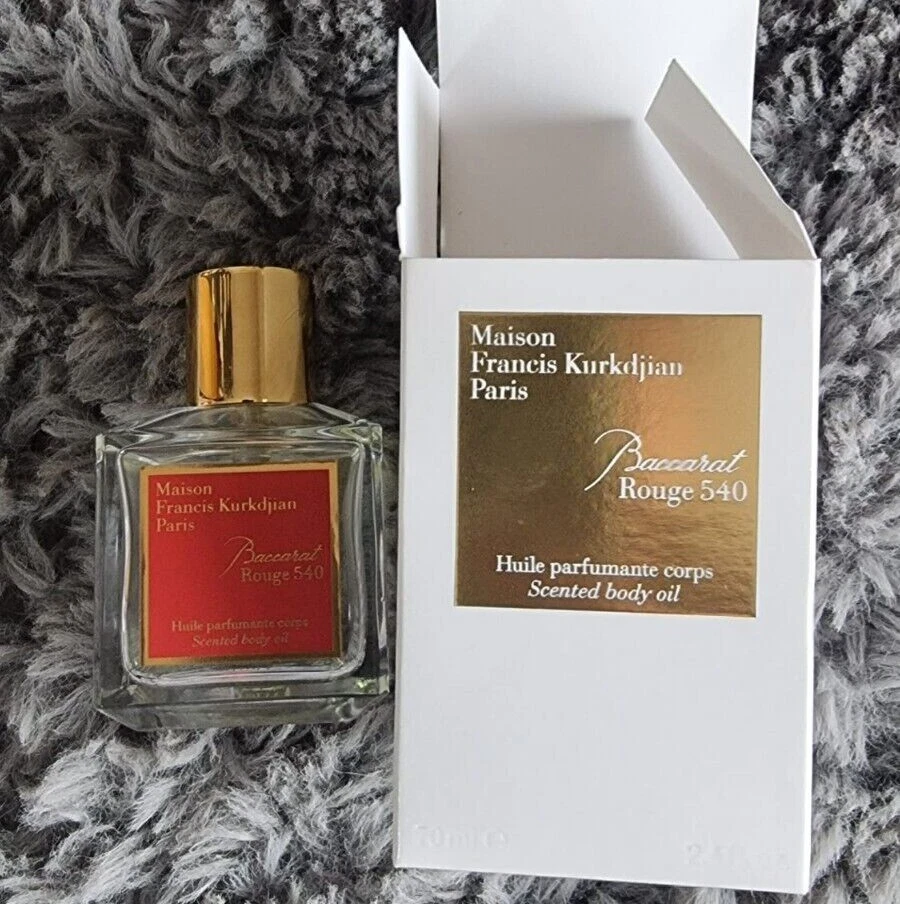 Maison
Francis Kurkdjian
Paris
Baccarat
Rouge 540
Huile parfumante corps
Scented body oil
Maison
Francis Kurkdjian
Paris
Baccarat
Rouge 540
Huile parfumante corps
Scented body oil
70ml e